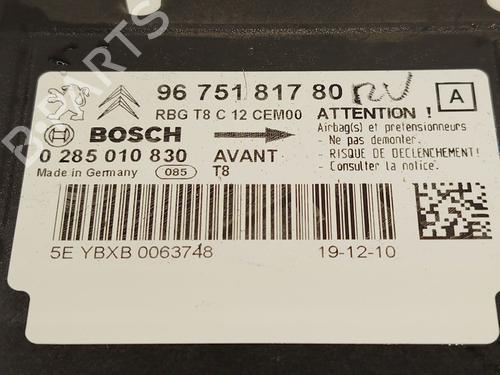 96 751 817 80 RV
RBG T8 C 12 CEM00
A
ATTENTION !
BOSCH
Airbag(s) et pretensionneurs
- Ne pas demonter.
0 285 010 830
AVANT
- RISQUE DE DECLENCHEMENT!
Made in Germany
085
T8
- Consulter la notice.
5E YBXB 0063748
19-12-10
B-PARTS